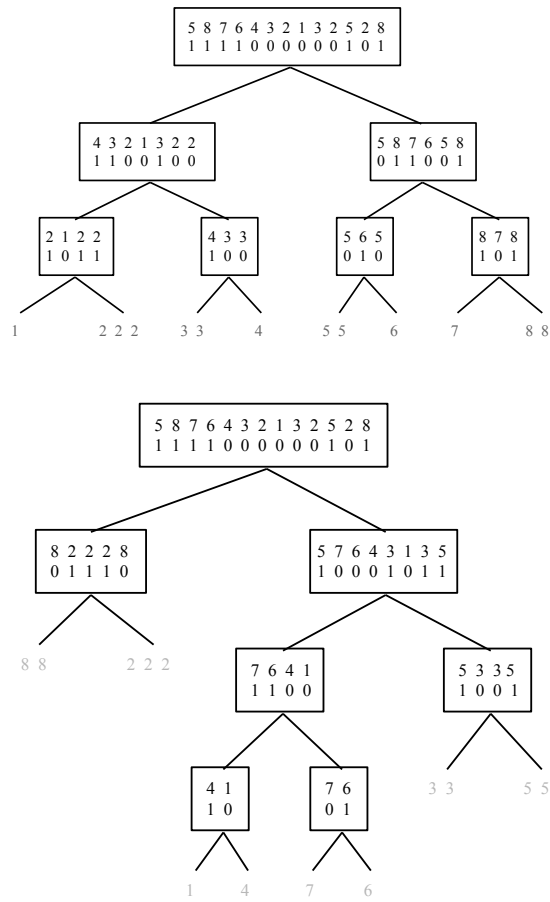 5 8 7 6 4 3 2 1 3 2 5 2 8
1 1 1 1 0 0 0 0 0 0 1 0 1
4 3 2 1 3 2 2
1 1 0 0 1 0 0
5 8 7 6 5 8
0 1 1 0 0 1
2 1 2 2
1 0 1 1
4 3 3
1 0 0
5 6 5
0 1 0
8 7 8
1 0 1
1
2 2 2
3 3
4
5 5
6
7
8 8
5 8 7 6 4 3 2 1 3 2 5 2 8
1 1 1 1 0 0 0 0 0 0 1 0 1
8 2 2 2 8
0 1 1 1 0
5 7 6 4 3 1 3 5
1 0 0 0 1 0 1 1
8 8
2 2 2
7 6 4 1
1 1 0 0
5 3 3 5
1 0 0 1
4 1
1 0
7 6
0 1
3 3
5 5
1
4
7
6